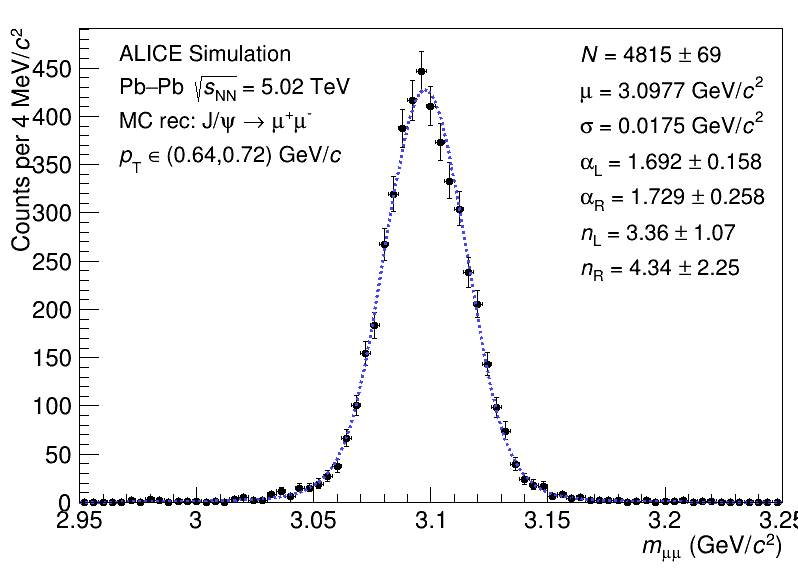 Counts per 4 MeV/c²
450
400
350
300
250
200
150
100
50
0
ALICE Simulation
Pb–Pb √sNN = 5.02 TeV
MC rec: J/ψ → μ⁺μ⁻
pT ∈ (0.64,0.72) GeV/c
N = 4815 ± 69
μ = 3.0977 GeV/c²
σ = 0.0175 GeV/c²
αL = 1.692 ± 0.158
αR = 1.729 ± 0.258
nL = 3.36 ± 1.07
nR = 4.34 ± 2.25
2.95 3 3.05 3.1 3.15 3.2 3.25
mμμ (GeV/c²)